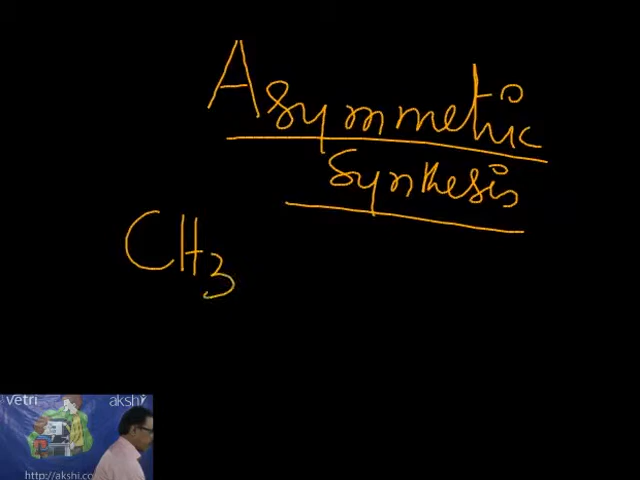 Asymmetric
Synthesis
CH3
vetri akshi
http://akshi.co